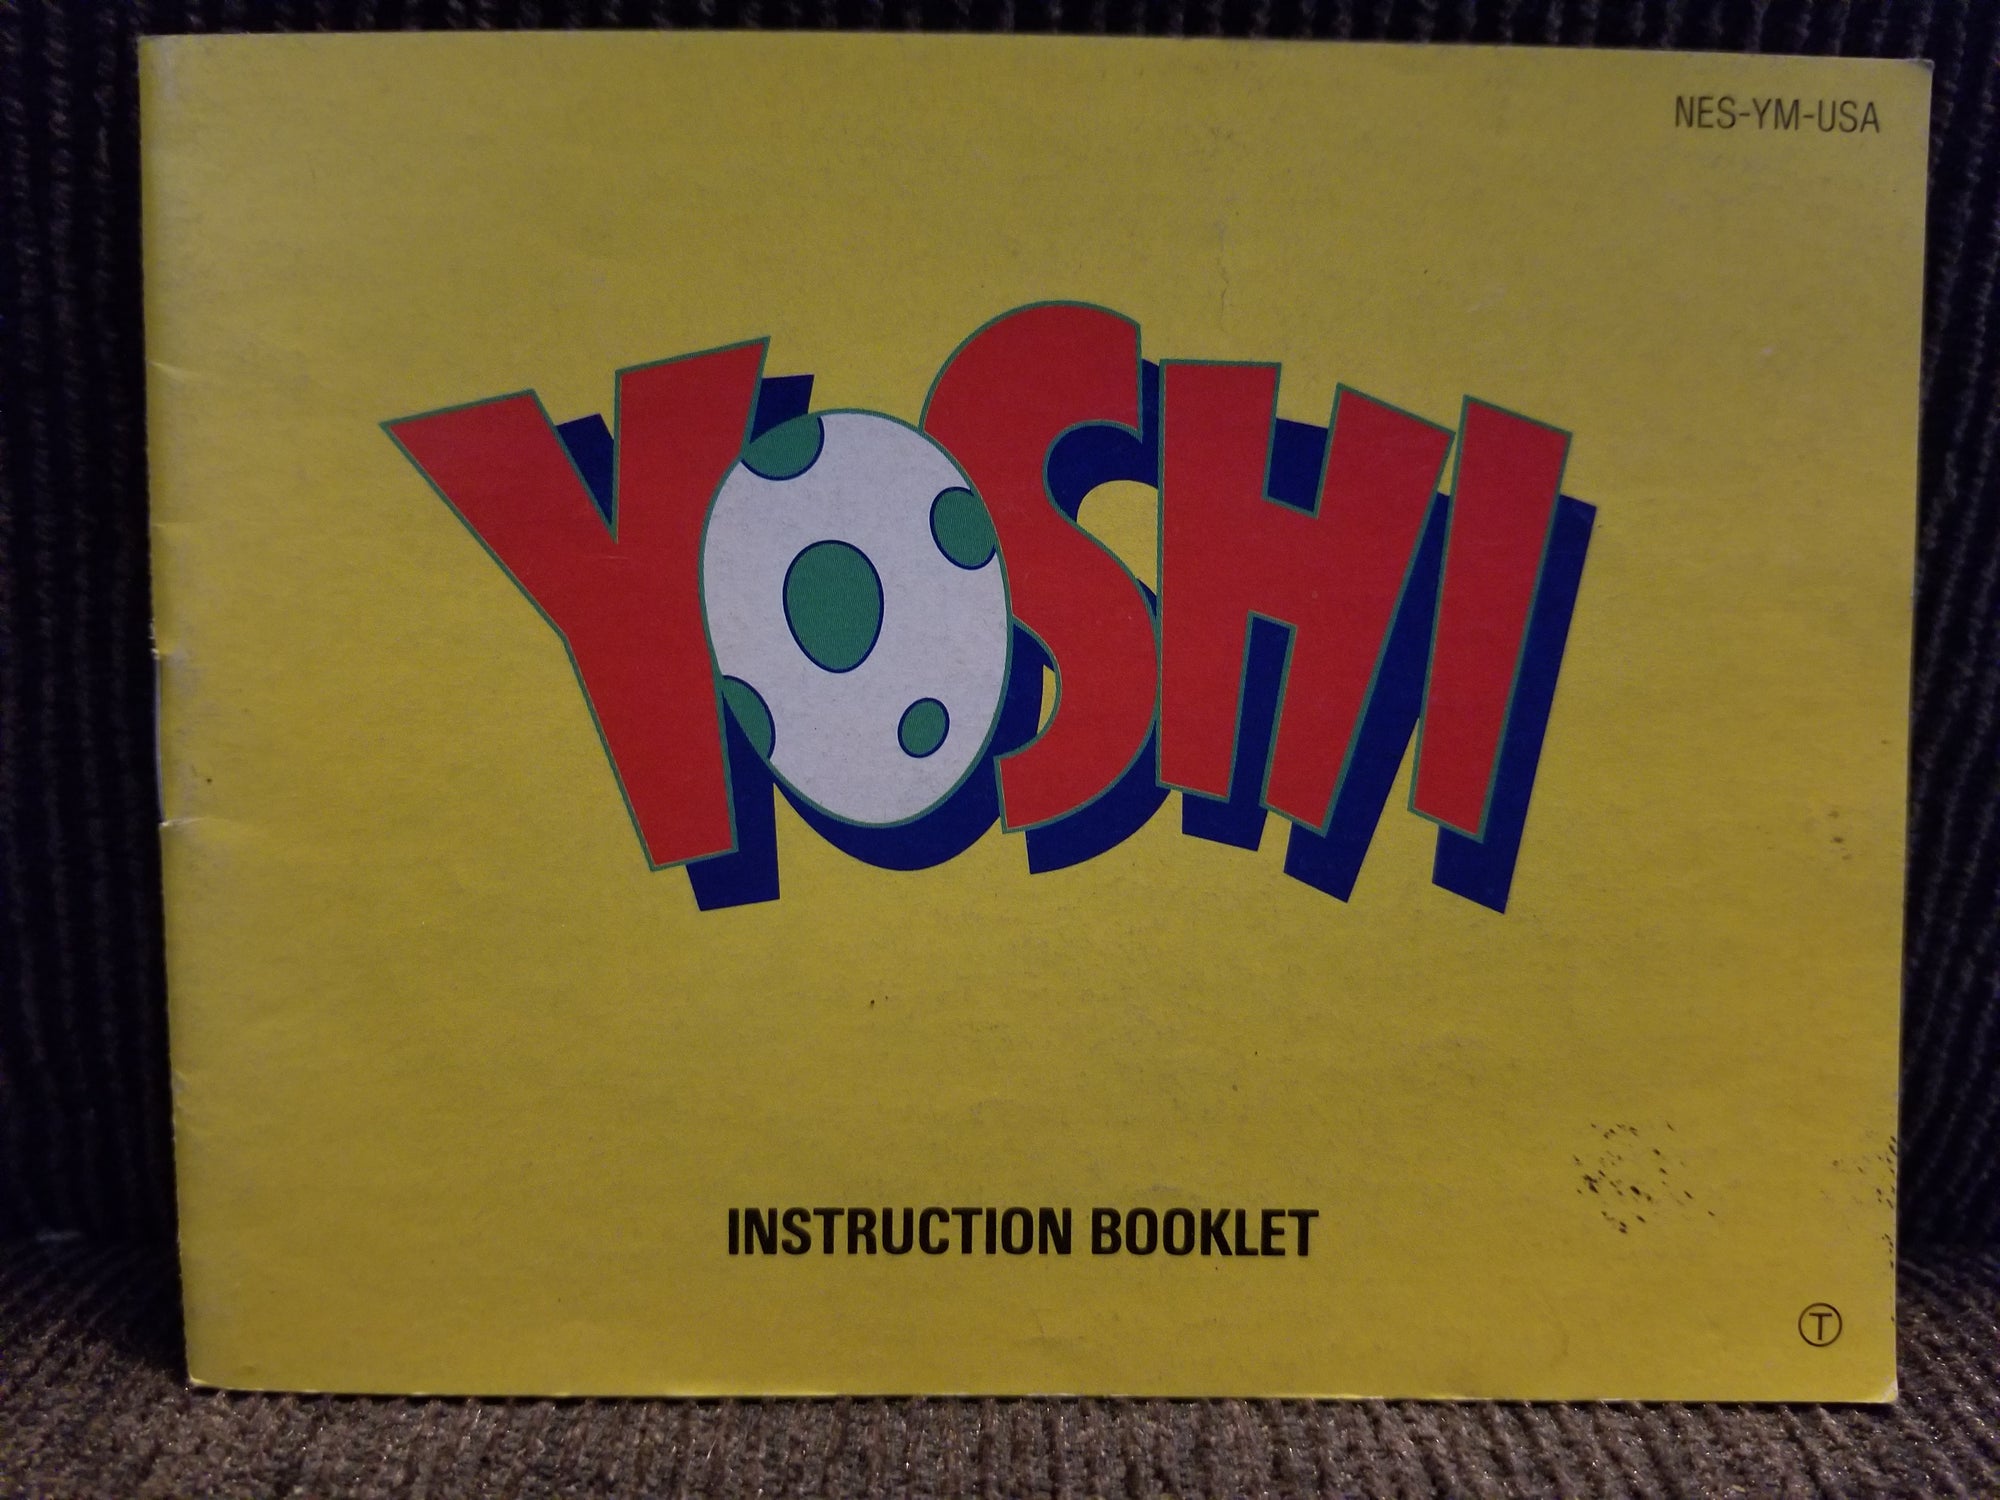 NES-YM-USA
YOSHI
INSTRUCTION BOOKLET
T